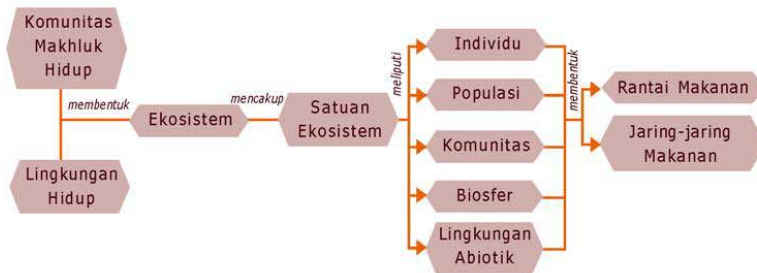 Komunitas
Makhluk
Hidup
Lingkungan
Hidup
membentuk
Ekosistem
mencakup
Satuan
Ekosistem
meliputi
Individu
Populasi
Komunitas
Biosfer
Lingkungan
Abiotik
membentuk
Rantai Makanan
Jaring-jaring
Makanan